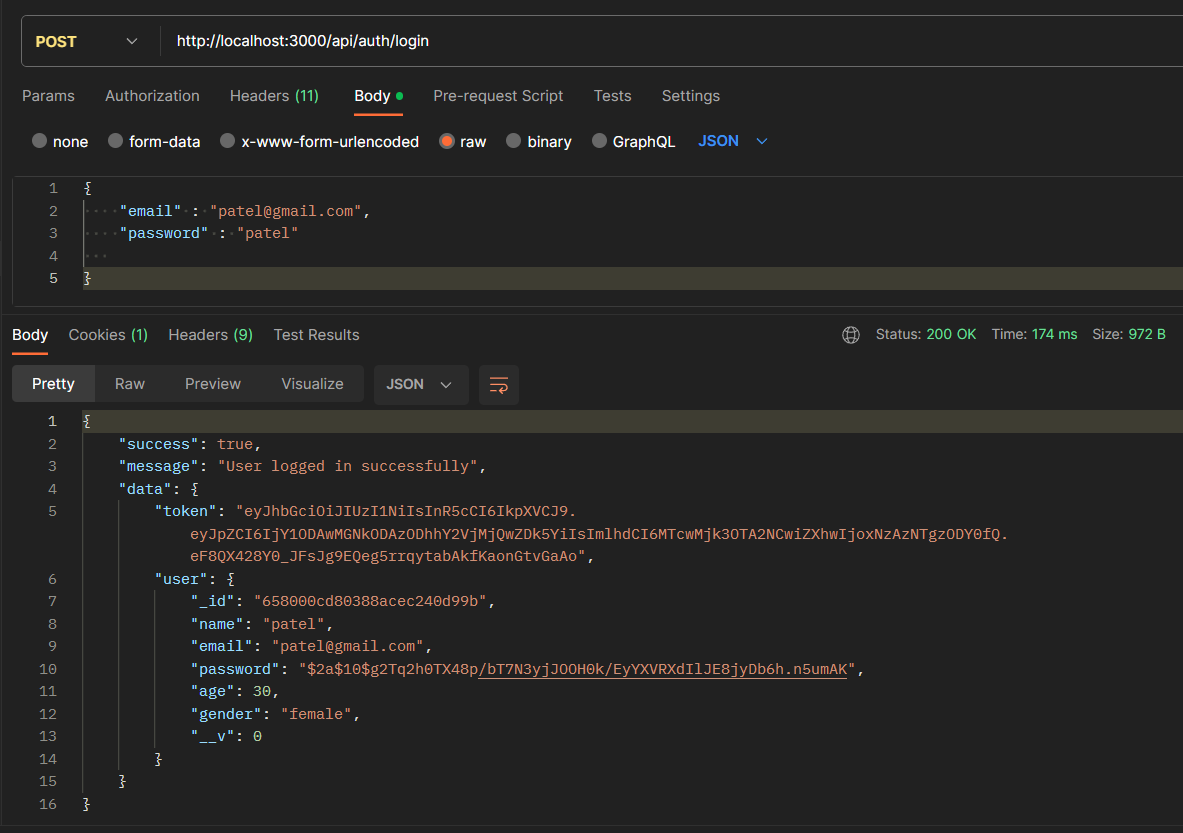 POST http://localhost:3000/api/auth/login
Params Authorization Headers (11) Body Pre-request Script Tests Settings
none form-data x-www-form-urlencoded raw binary GraphQL JSON
1 {
2 "email" : "patel@gmail.com",
3 "password" : "patel"
4
5 }
Body Cookies (1) Headers (9) Test Results Status: 200 OK Time: 174 ms Size: 972 B
Pretty Raw Preview Visualize JSON
1 {
2 "success": true,
3 "message": "User logged in successfully",
4 "data": {
5 "token": "eyJhbGciOiJIUzI1NiIsInR5cCI6IkpXVCJ9.
eyJpZCI6IjY1ODAwMGNkODAzODhhY2VjMjQwZDk5YiIsImlhdCI6MTcwMjk3OTA2NCwiZXhwIjoxNzAzNTgzODY0fQ.
eF8QX428Y0_JFsJg9EQeg5rrqytabAkfKaonGtvGaAo",
6 "user": {
7 "_id": "658000cd80388acec240d99b",
8 "name": "patel",
9 "email": "patel@gmail.com",
10 "password": "$2a$10$g2Tq2h0TX48p/bT7N3yjJOOH0k/EyYXVRXdIlJE8jyDb6h.n5umAK",
11 "age": 30,
12 "gender": "female",
13 "__v": 0
14 }
15 }
16 }